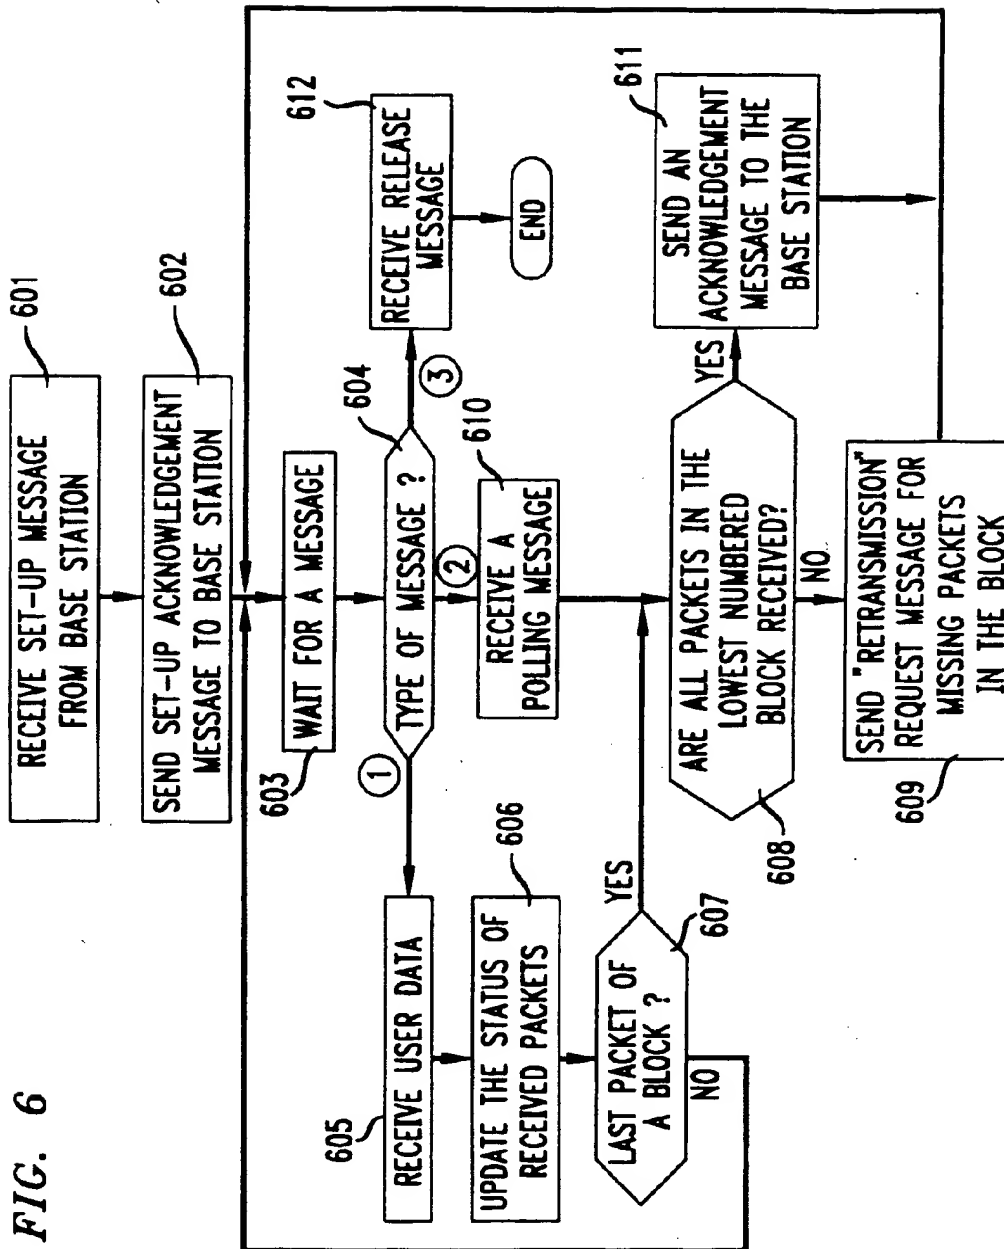 FIG. 6
RECEIVE SET-UP MESSAGE
FROM BASE STATION
601
SEND SET-UP ACKNOWLEDGEMENT
MESSAGE TO BASE STATION
602
WAIT FOR A MESSAGE
603
TYPE OF MESSAGE ?
604
1
2
3
RECEIVE USER DATA
605
UPDATE THE STATUS OF
RECEIVED PACKETS
606
LAST PACKET OF
A BLOCK ?
607
YES
NO
RECEIVE A
POLLING MESSAGE
610
RECEIVE RELEASE
MESSAGE
612
END
ARE ALL PACKETS IN THE
LOWEST NUMBERED
BLOCK RECEIVED?
608
YES
NO
SEND "RETRANSMISSION"
REQUEST MESSAGE FOR
MISSING PACKETS
IN THE BLOCK
609
SEND AN
ACKNOWLEDGEMENT
MESSAGE TO THE
BASE STATION
611